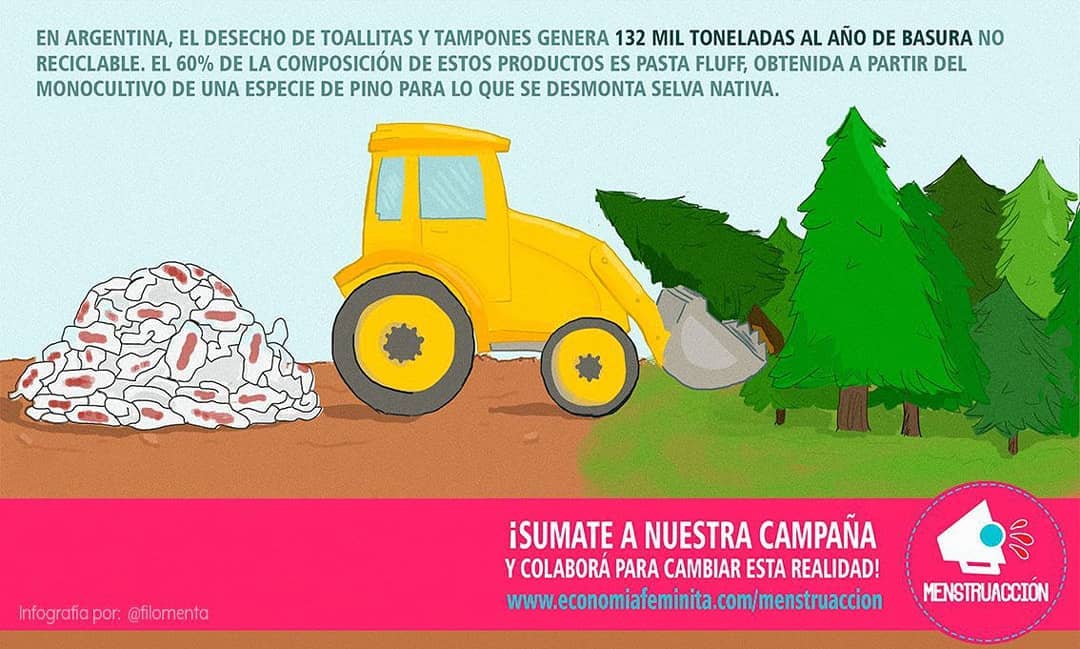 EN ARGENTINA, EL DESECHO DE TOALLITAS Y TAMPONES GENERA 132 MIL TONELADAS AL AÑO DE BASURA NO
RECICLABLE. EL 60% DE LA COMPOSICIÓN DE ESTOS PRODUCTOS ES PASTA FLUFF, OBTENIDA A PARTIR DEL
MONOCULTIVO DE UNA ESPECIE DE PINO PARA LO QUE SE DESMONTA SELVA NATIVA.
¡SUMATE A NUESTRA CAMPAÑA
Y COLABORÁ PARA CAMBIAR ESTA REALIDAD!
www.economiafeminita.com/menstruaccion
MENSTRUACCIÓN
Infografía por: @filomenta